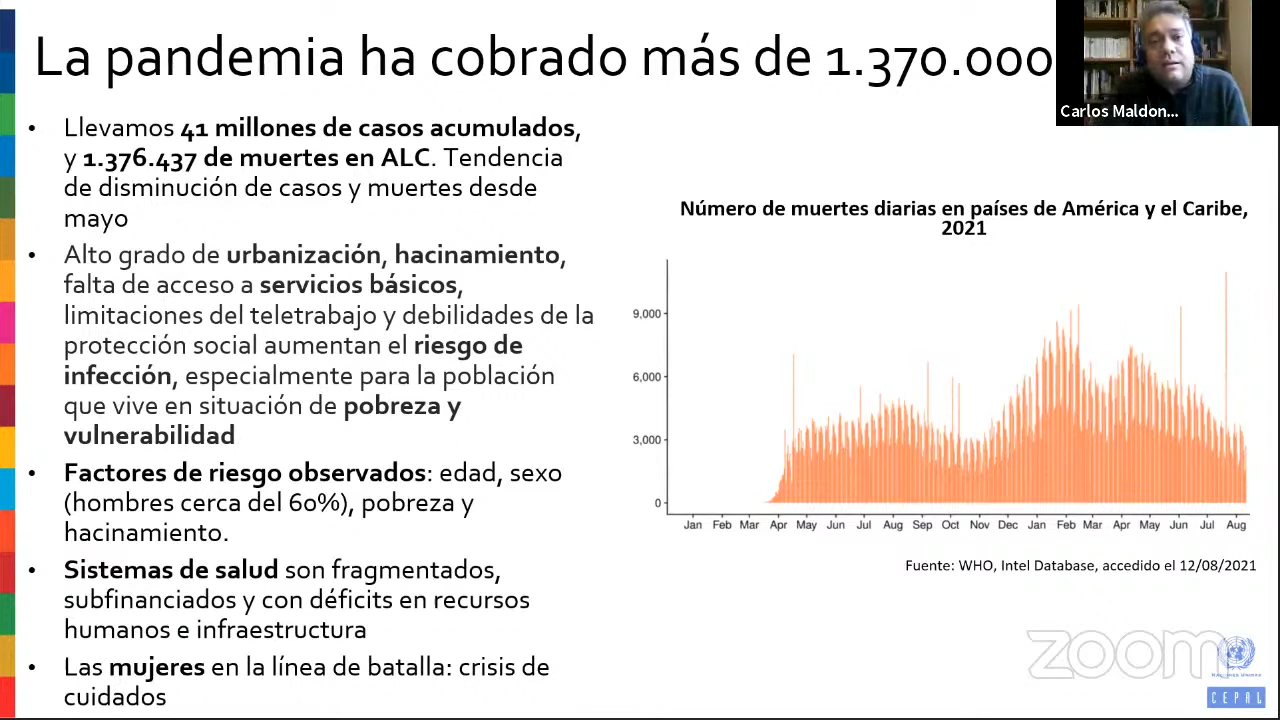 La pandemia ha cobrado más de 1.370.000
Carlos Maldon...
• Llevamos 41 millones de casos acumulados,
y 1.376.437 de muertes en ALC. Tendencia
de disminución de casos y muertes desde
mayo
• Alto grado de urbanización, hacinamiento,
falta de acceso a servicios básicos,
limitaciones del teletrabajo y debilidades de la
protección social aumentan el riesgo de
infección, especialmente para la población
que vive en situación de pobreza y
vulnerabilidad
• Factores de riesgo observados: edad, sexo
(hombres cerca del 60%), pobreza y
hacinamiento.
• Sistemas de salud son fragmentados,
subfinanciados y con déficits en recursos
humanos e infraestructura
• Las mujeres en la línea de batalla: crisis de
cuidados
Número de muertes diarias en países de América y el Caribe,
2021
9,000
6,000
3,000
0
Jan Feb Mar Apr May Jun Jul Aug Sep Oct Nov Dec Jan Feb Mar Apr May Jun Jul Aug
Fuente: WHO, Intel Database, accedido el 12/08/2021
zoom
NACIONES UNIDAS
CEPAL